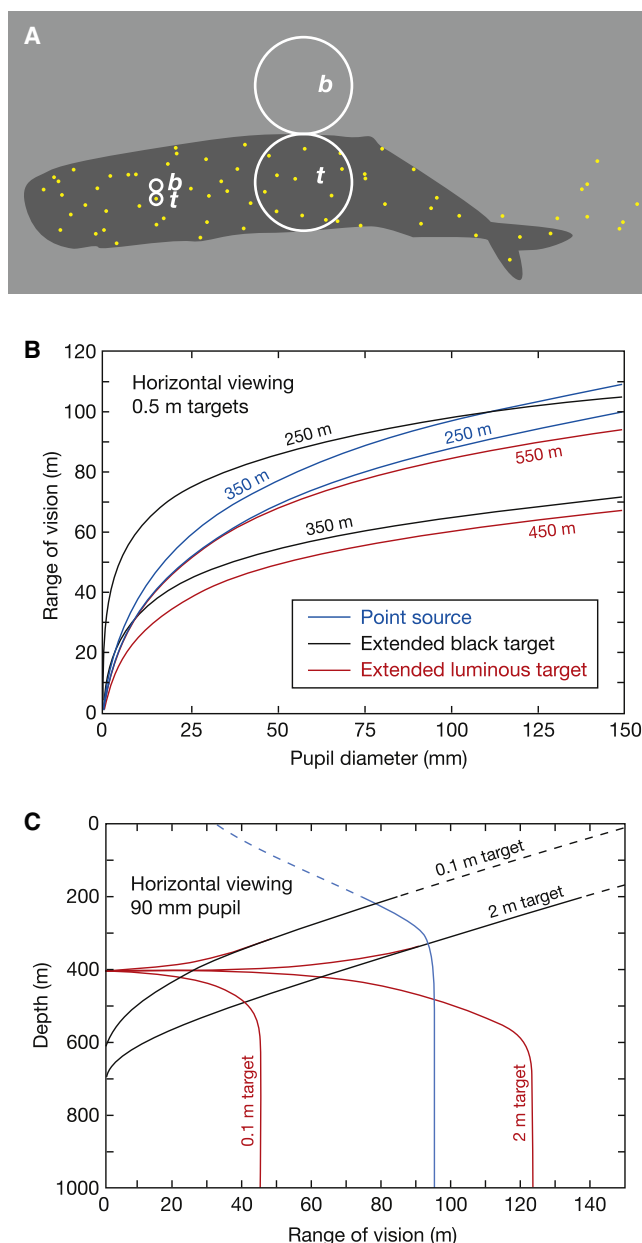 A
b
b
t
t
B
120
100
80
60
40
20
0
Range of vision (m)
Horizontal viewing
0.5 m targets
250 m
350 m
250 m
550 m
350 m
450 m
Point source
Extended black target
Extended luminous target
0
25
50
75
100
125
150
Pupil diameter (mm)
C
0
200
400
600
800
1000
Depth (m)
Horizontal viewing
90 mm pupil
0.1 m target
2 m target
0.1 m target
2 m target
0
20
40
60
80
100
120
140
Range of vision (m)